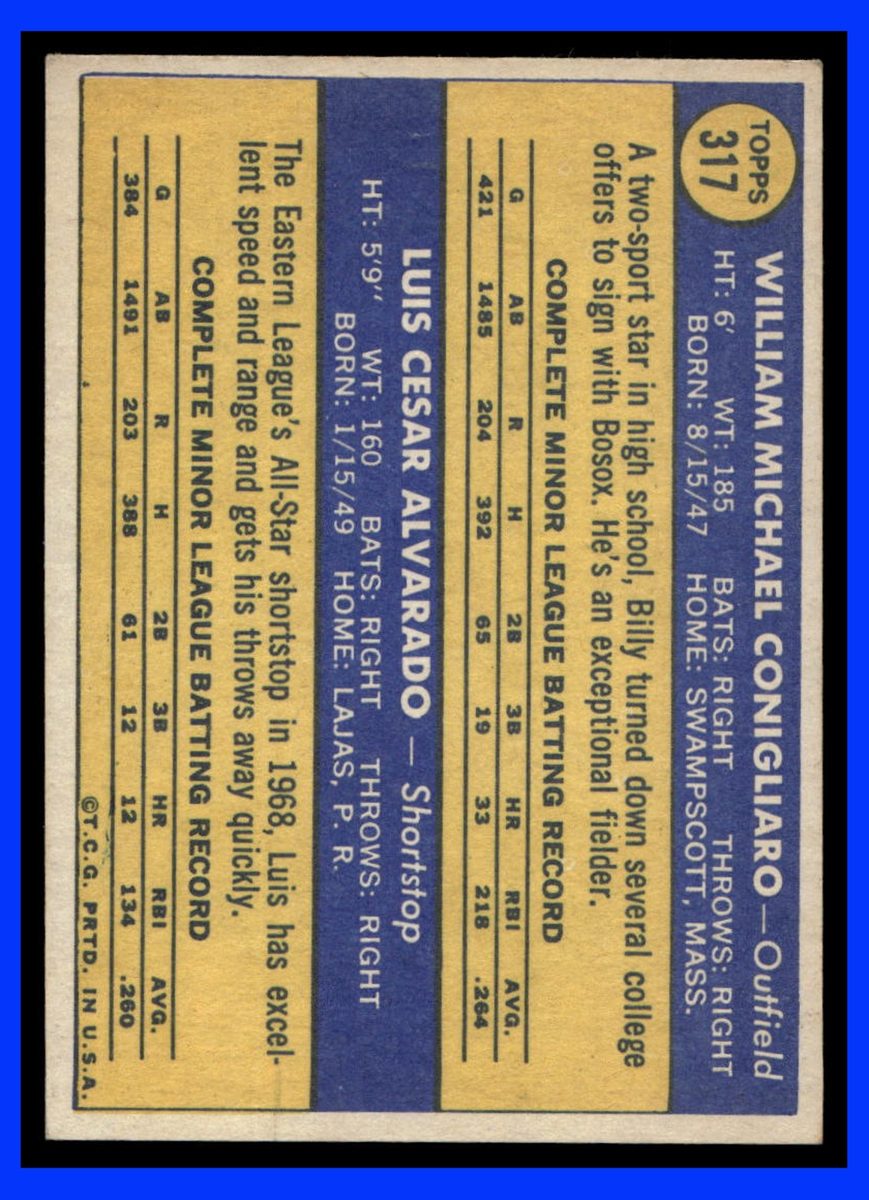 TOPPS
317
WILLIAM MICHAEL CONIGLIARO — Outfield
HT: 6' WT: 185 BATS: RIGHT THROWS: RIGHT
BORN: 8/15/47 HOME: SWAMPSCOTT, MASS.
A two-sport star in high school, Billy turned down several college
offers to sign with Bosox. He's an exceptional fielder.
COMPLETE MINOR LEAGUE BATTING RECORD
G AB R H 2B 3B HR RBI AVG.
421 1485 204 392 65 19 33 218 .264
LUIS CESAR ALVARADO — Shortstop
HT: 5'9" WT: 160 BATS: RIGHT THROWS: RIGHT
BORN: 1/15/49 HOME: LAJAS, P. R.
The Eastern League's All-Star shortstop in 1968, Luis has excel-
lent speed and range and gets his throws away quickly.
COMPLETE MINOR LEAGUE BATTING RECORD
G AB R H 2B 3B HR RBI AVG.
384 1491 203 388 61 12 12 134 .260
©T.C.G. PRTD. IN U.S.A.